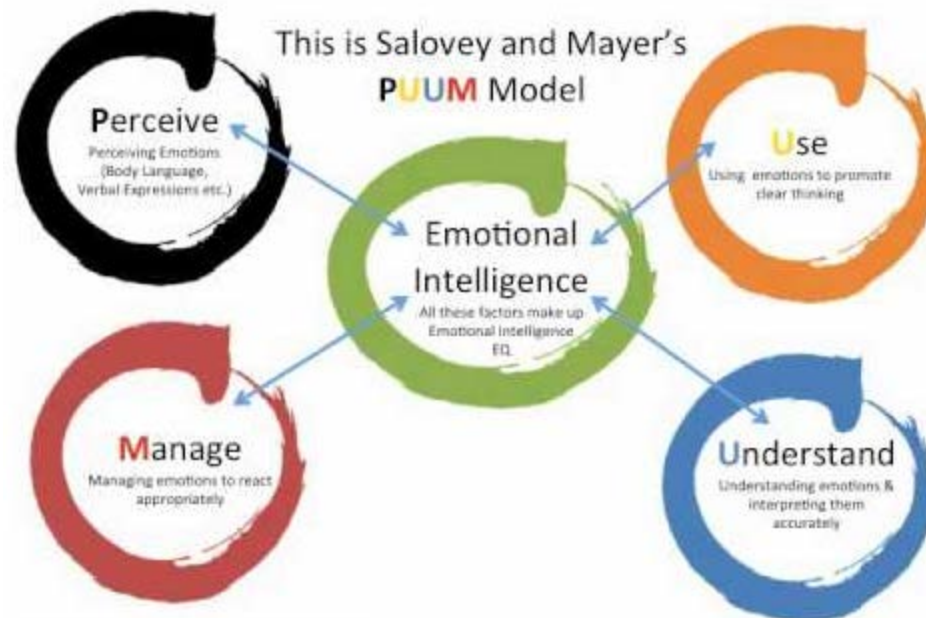 This is Salovey and Mayer's
PUUM Model
Perceive
Perceiving Emotions
(Body Language,
Verbal Expressions etc.)
Use
Using emotions to promote
clear thinking
Emotional
Intelligence
All these factors make up
Emotional Intelligence
EQ
Manage
Managing emotions to react
appropriately
Understand
Understanding emotions &
interpreting them
accurately